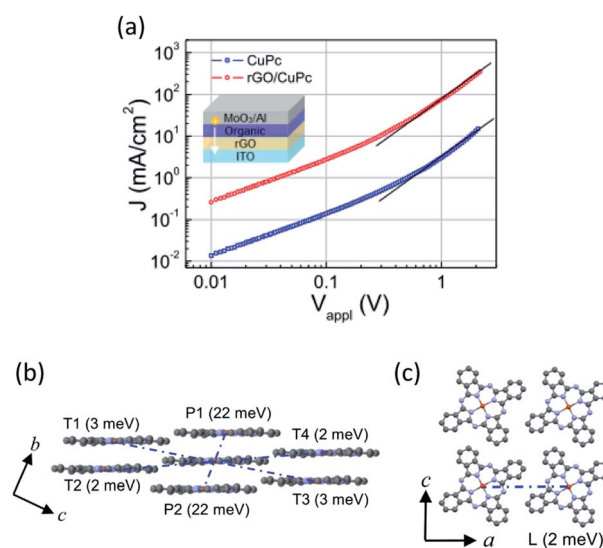 (a)
J (mA/cm²)
10³
10²
10¹
10⁰
10⁻¹
10⁻²
CuPc
rGO/CuPc
MoO₃/Al
Organic
rGO
ITO
0.01
0.1
1
V_appl (V)
(b)
P1 (22 meV)
T1 (3 meV)
T4 (2 meV)
T2 (2 meV)
T3 (3 meV)
P2 (22 meV)
b
c
(c)
c
a
L (2 meV)